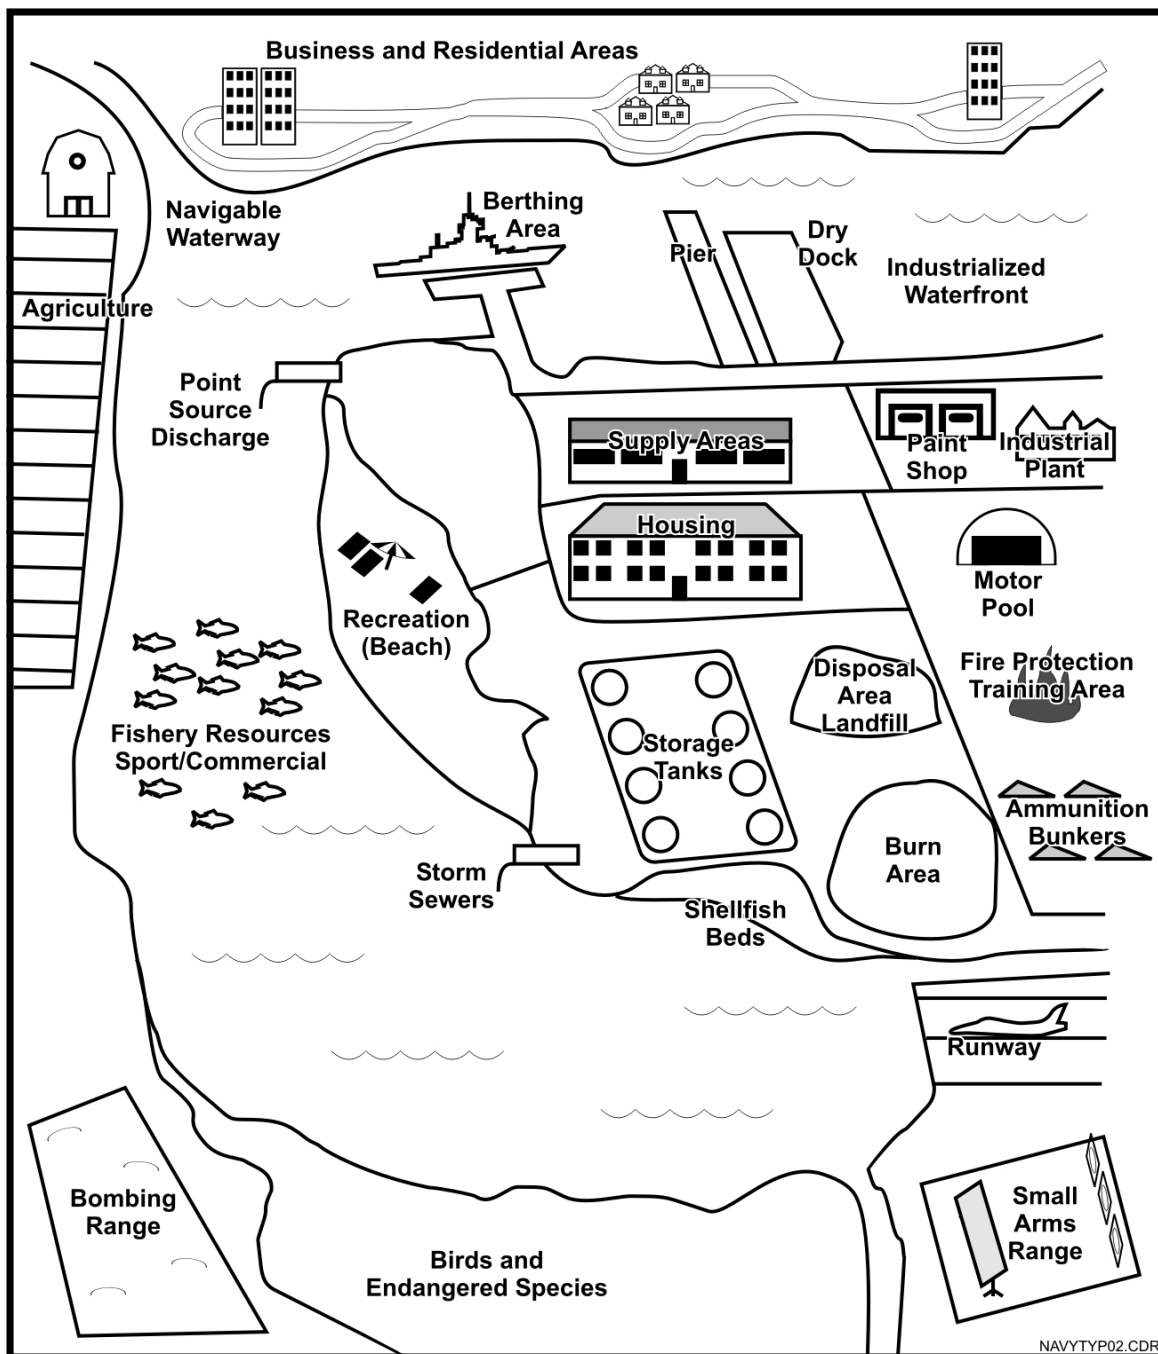 Business and Residential Areas
Navigable
Waterway
Berthing
Area
Pier
Dry
Dock
Industrialized
Waterfront
Agriculture
Point
Source
Discharge
Supply Areas
Paint
Shop
Industrial
Plant
Housing
Motor
Pool
Recreation
(Beach)
Fishery Resources
Sport/Commercial
Storage
Tanks
Disposal
Area
Landfill
Fire Protection
Training Area
Ammunition
Bunkers
Burn
Area
Storm
Sewers
Shellfish
Beds
Runway
Bombing
Range
Birds and
Endangered Species
Small
Arms
Range
NAVYTYP02.CDR